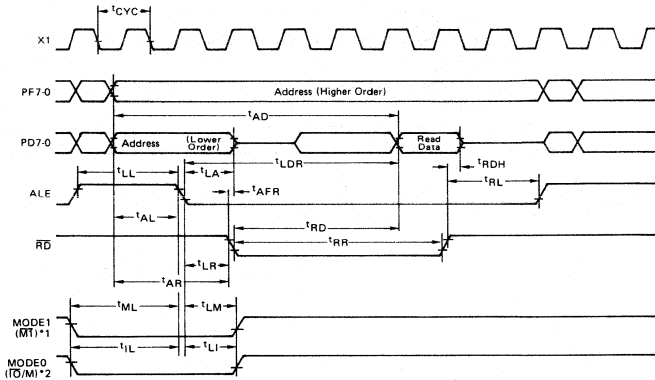 tCYC
X1
PF7-0
Address (Higher Order)
tAD
PD7-0
Address (Lower Order)
Read Data
tLDR
tRDH
tLL
tLA
tRL
tAFR
ALE
tAL
tRD
tRR
RD
tLR
tAR
tML
tLM
MODE1
(M1)*1
tIL
tLI
MODE0
(IO/M)*2